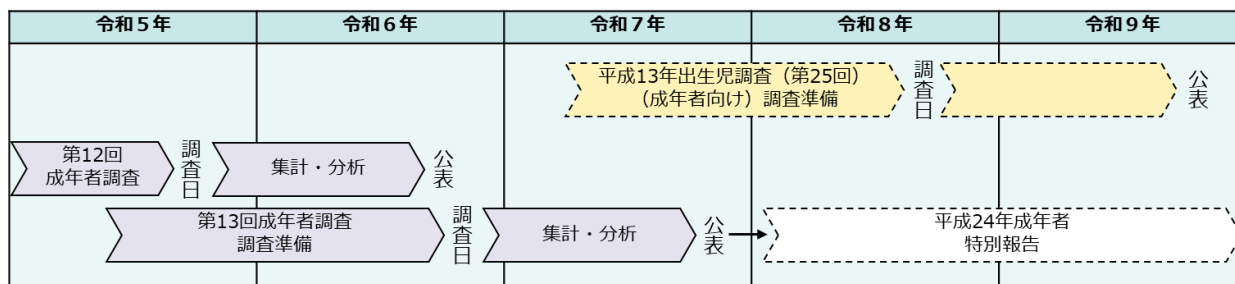 令和５年
令和６年
令和７年
令和８年
令和９年
平成13年出生児調査（第25回）
（成年者向け）調査準備
調査日
公表
第12回
成年者調査
調査日
集計・分析
公表
第13回成年者調査
調査準備
調査日
集計・分析
公表
平成24年成年者
特別報告